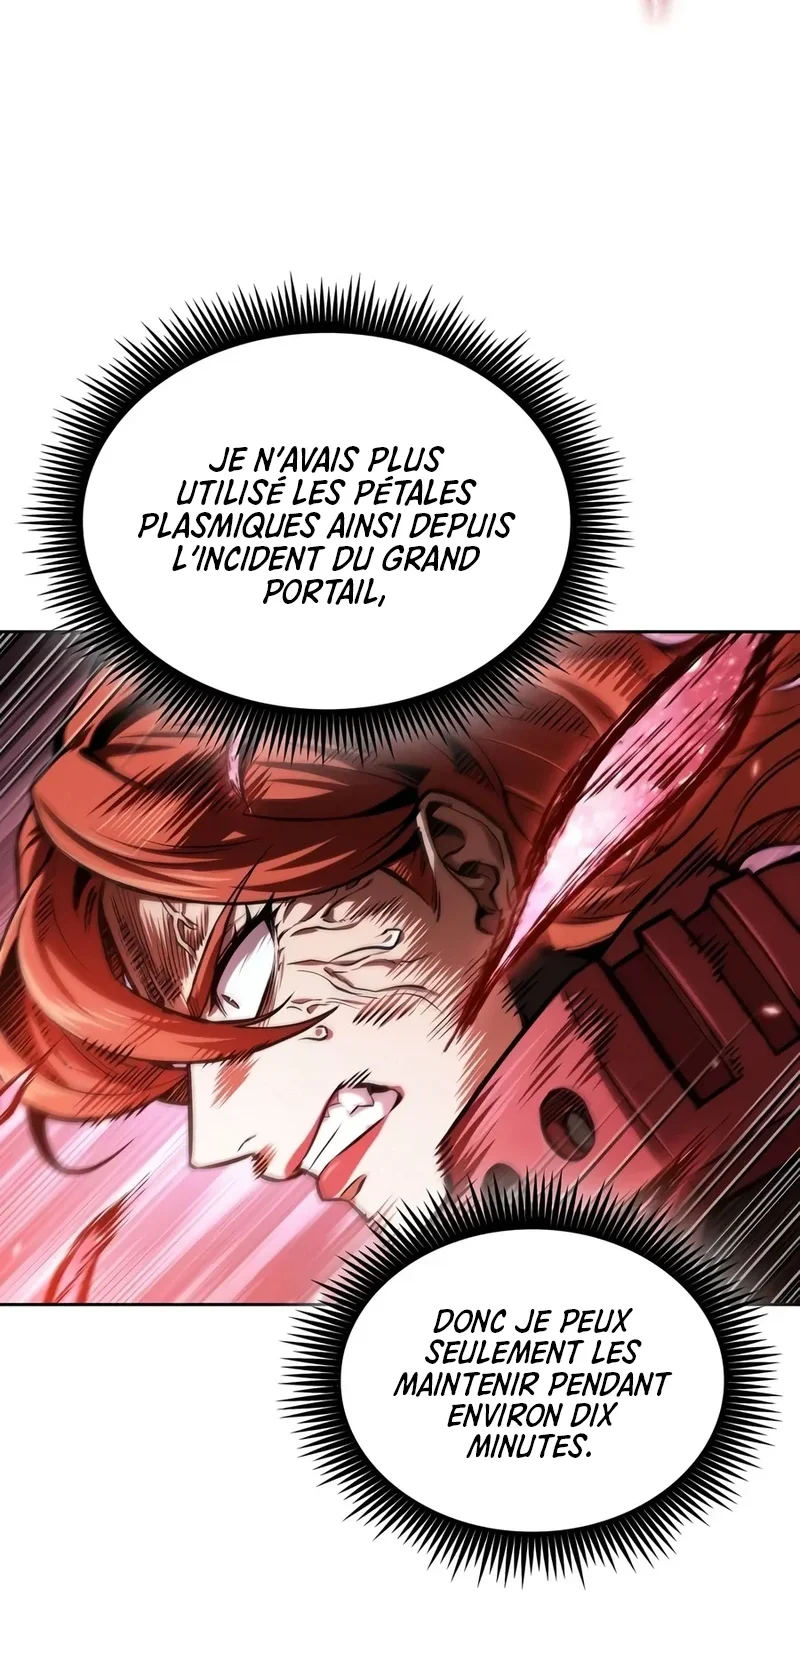 JE N'AVAIS PLUS
UTILISÉ LES PÉTALES
PLASMIQUES AINSI DEPUIS
L'INCIDENT DU GRAND
PORTAIL,
DONC JE PEUX
SEULEMENT LES
MAINTENIR PENDANT
ENVIRON DIX
MINUTES.